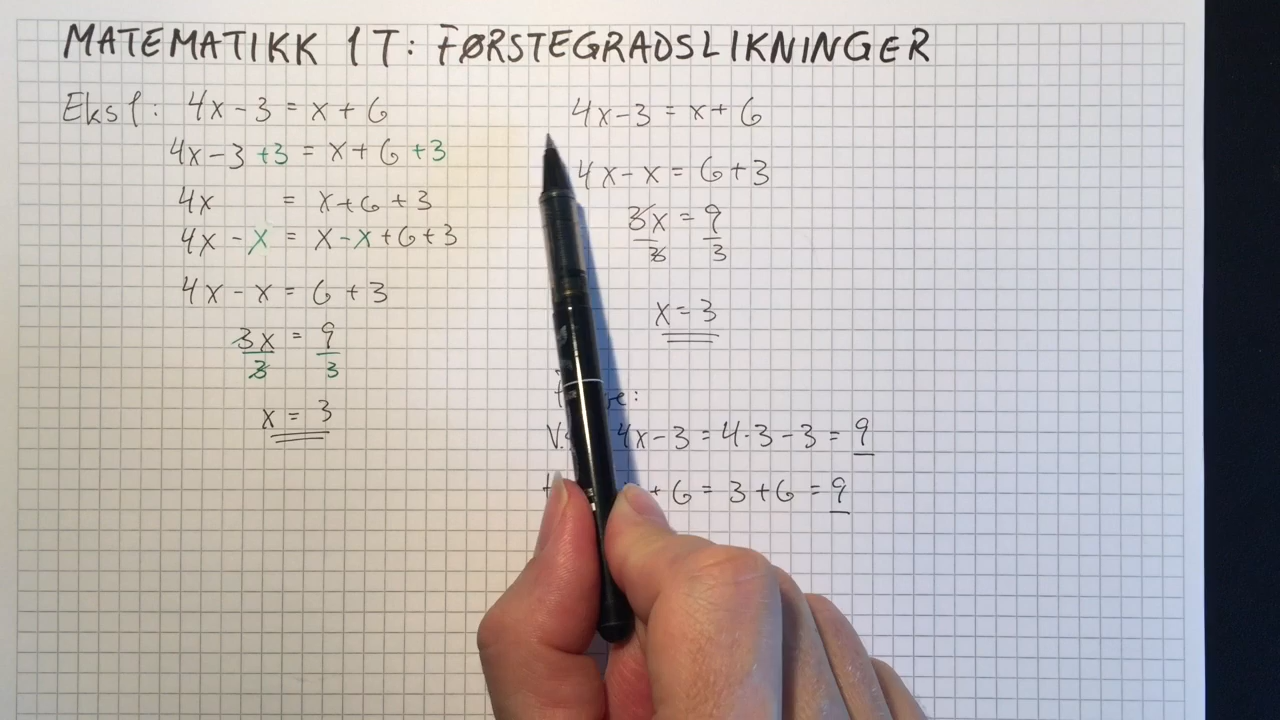 MATEMATIKK 1T: FØRSTEGRADSLIKNINGER
Eks 1: 4x - 3 = x + 6
4x - 3 + 3 = x + 6 + 3
4x = x + 6 + 3
4x - x = x - x + 6 + 3
4x - x = 6 + 3
3x/3 = 9/3
x = 3
4x - 3 = x + 6
4x - x = 6 + 3
3x/3 = 9/3
x = 3
4x - 3 = 4·3 - 3 = 9
+ 6 = 3 + 6 = 9